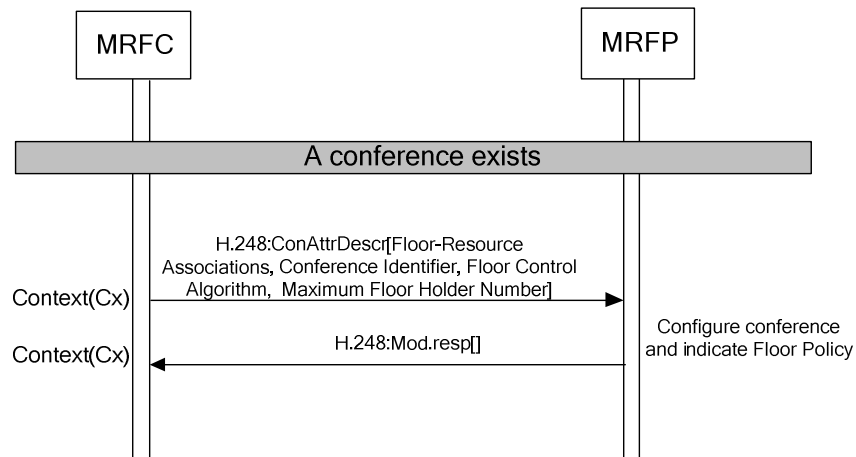 MRFC
MRFP
A conference exists
H.248:ConAttrDescr[Floor-Resource
Associations, Conference Identifier, Floor Control
Algorithm, Maximum Floor Holder Number]
Context(Cx)
Configure conference
and indicate Floor Policy
H.248:Mod.resp[]
Context(Cx)